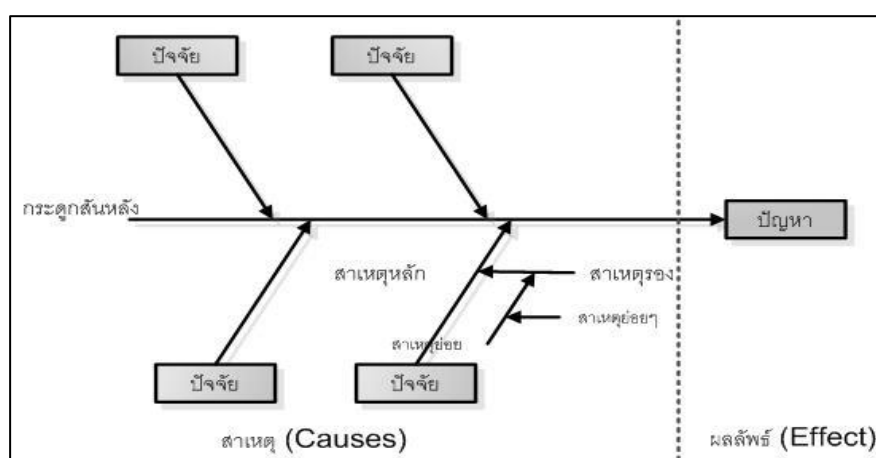 ปัจจัย
ปัจจัย
กระดูกสันหลัง
ปัญหา
สาเหตุหลัก
สาเหตุรอง
สาเหตุย่อยๆ
สาเหตุย่อย
ปัจจัย
ปัจจัย
สาเหตุ (Causes)
ผลลัพธ์ (Effect)